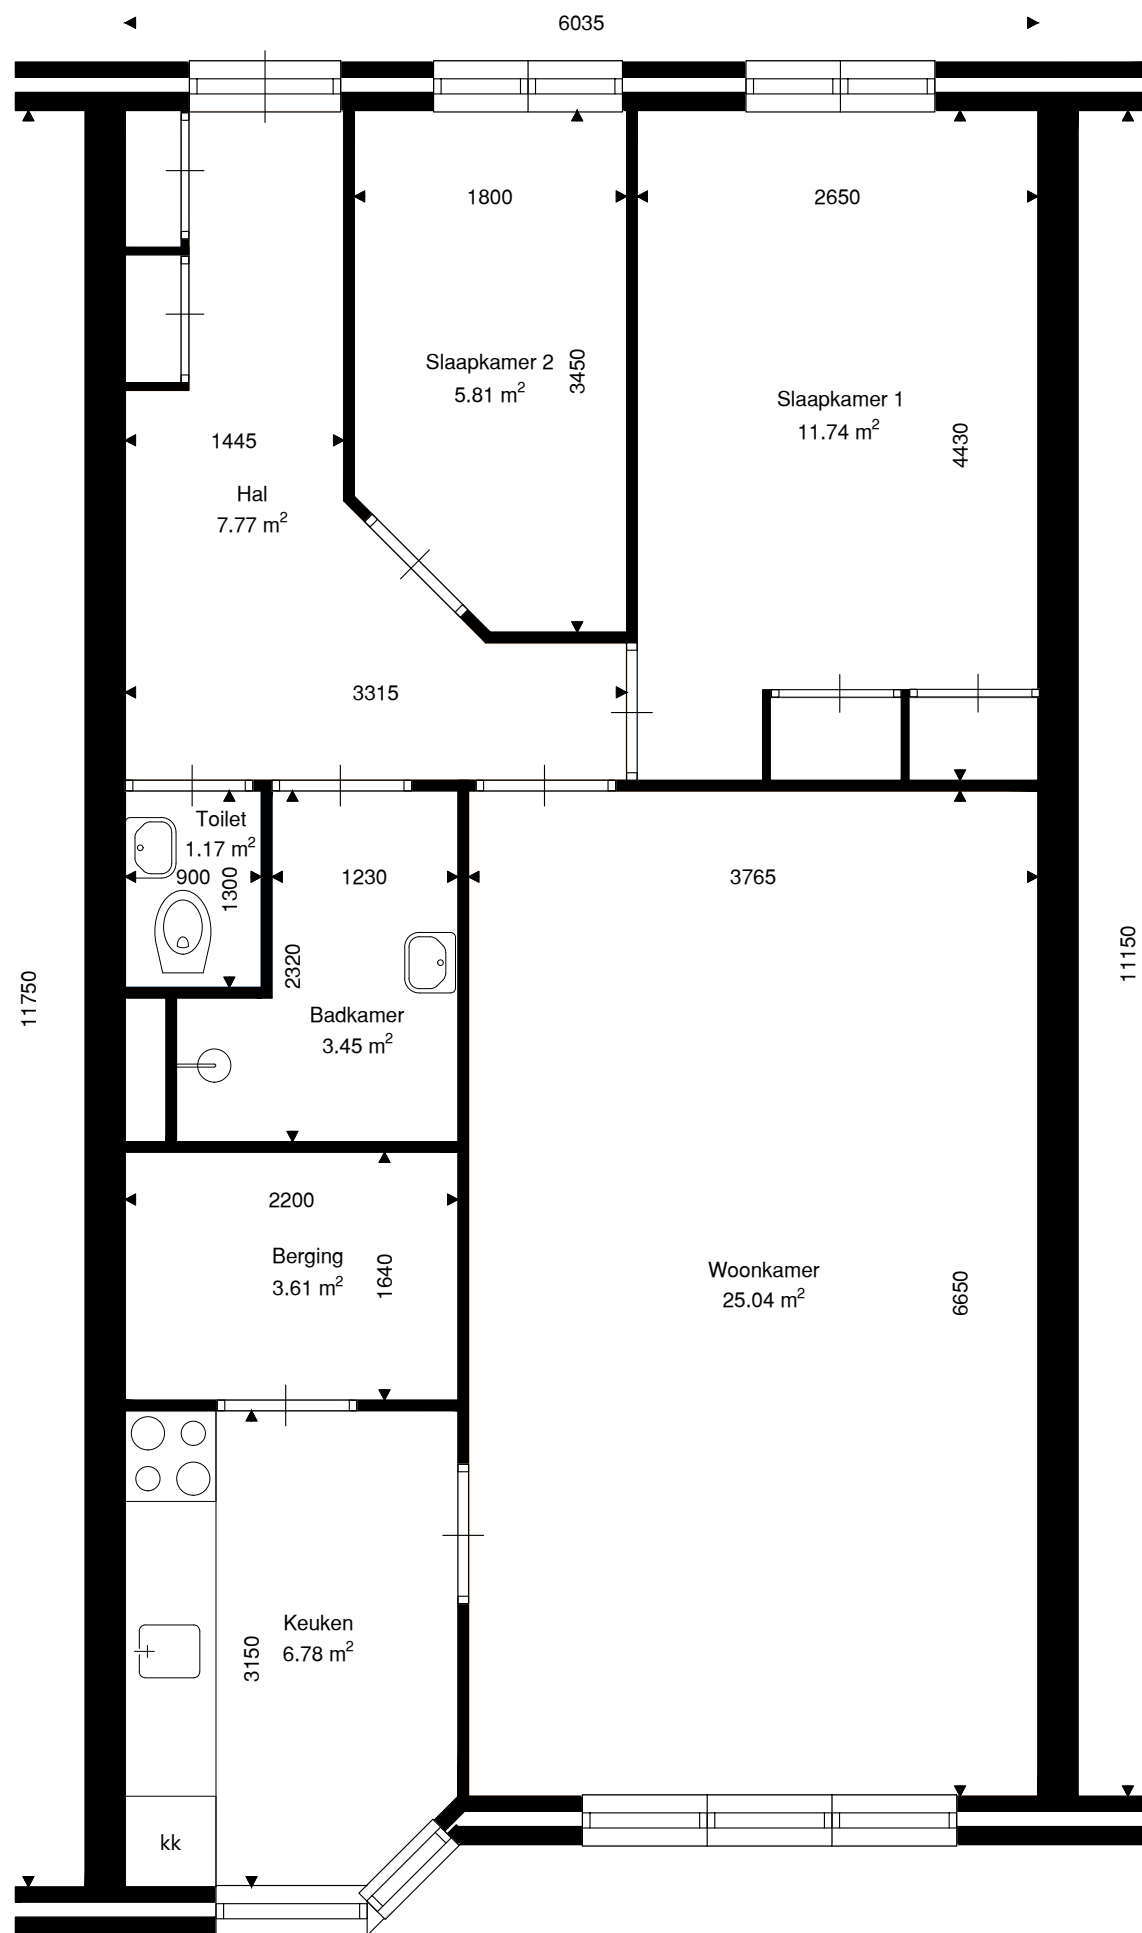 6035
1800
2650
Slaapkamer 2
5.81 m²
3450
Slaapkamer 1
11.74 m²
4430
1445
Hal
7.77 m²
3315
Toilet
1.17 m²
900
1300
1230
3765
2320
11750
11150
Badkamer
3.45 m²
2200
Berging
3.61 m²
1640
Woonkamer
25.04 m²
6650
Keuken
6.78 m²
3150
kk